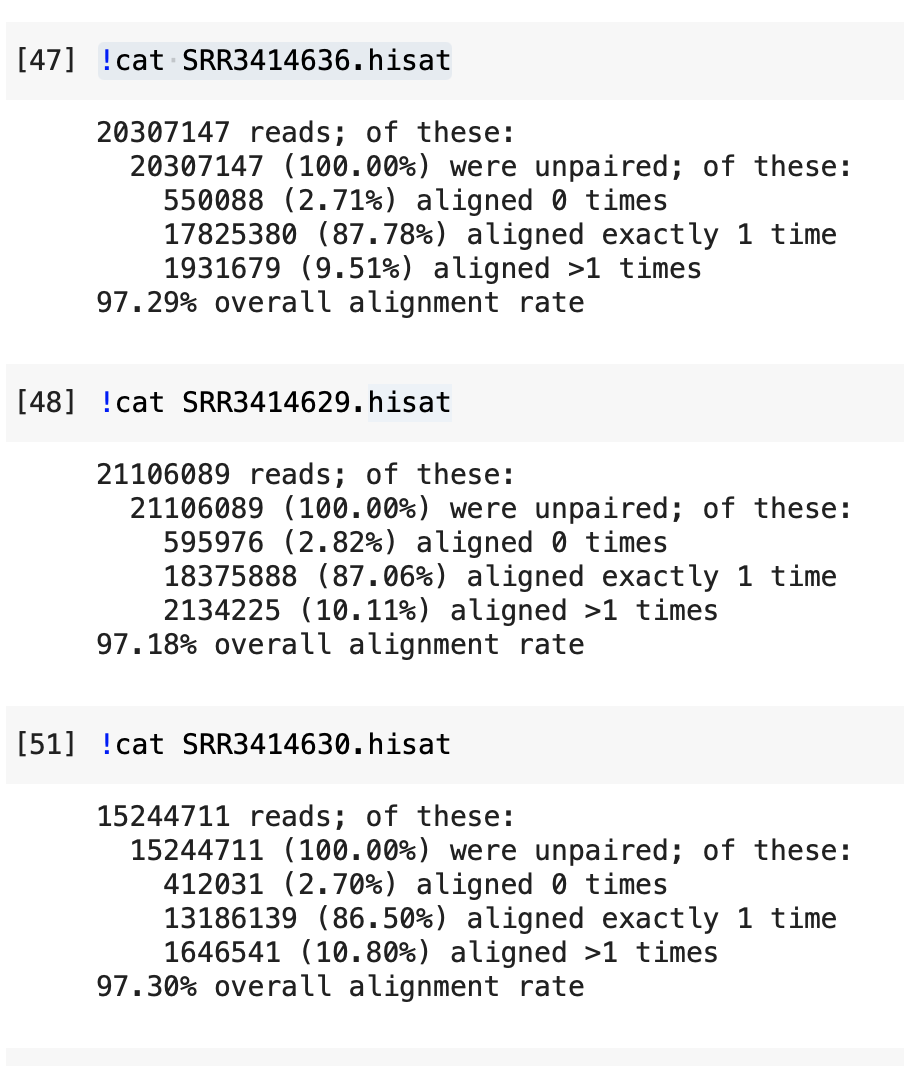 [47] !cat SRR3414636.hisat
20307147 reads; of these:
20307147 (100.00%) were unpaired; of these:
550088 (2.71%) aligned 0 times
17825380 (87.78%) aligned exactly 1 time
1931679 (9.51%) aligned >1 times
97.29% overall alignment rate
[48] !cat SRR3414629.hisat
21106089 reads; of these:
21106089 (100.00%) were unpaired; of these:
595976 (2.82%) aligned 0 times
18375888 (87.06%) aligned exactly 1 time
2134225 (10.11%) aligned >1 times
97.18% overall alignment rate
[51] !cat SRR3414630.hisat
15244711 reads; of these:
15244711 (100.00%) were unpaired; of these:
412031 (2.70%) aligned 0 times
13186139 (86.50%) aligned exactly 1 time
1646541 (10.80%) aligned >1 times
97.30% overall alignment rate